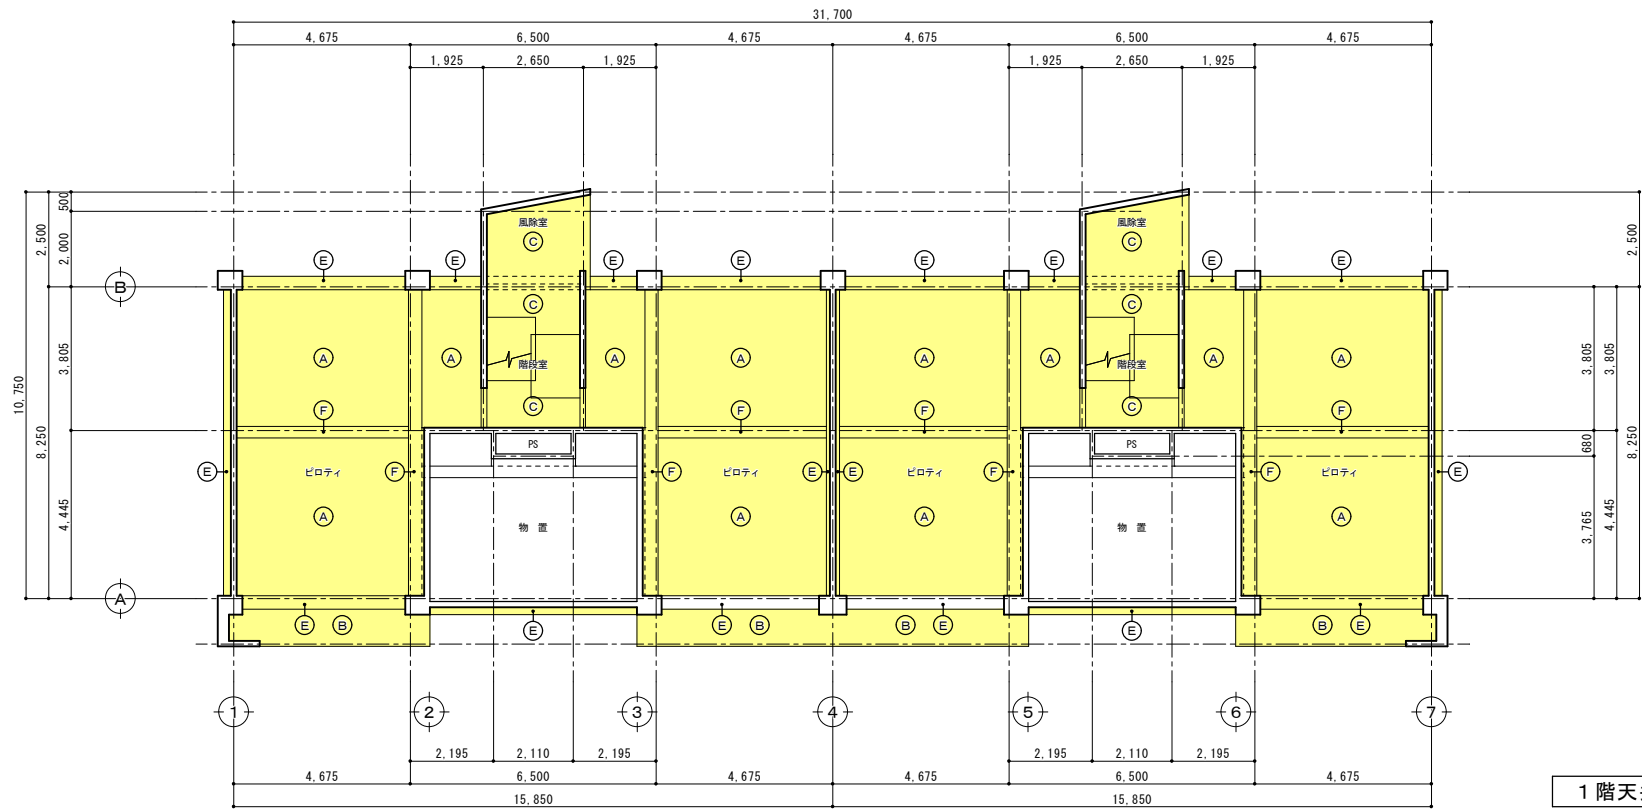 31,700
4,675 6,500 4,675 4,675 6,500 4,675
1,925 2,650 1,925 1,925 2,650 1,925
500
2,500 2,000 2,500
風除室 風除室
C C
E E E E E E E E
B
C C
10,750 8,250 3,805 3,805 3,805 8,250
A A A A A A A A
階段室 階段室
F C F F C F
PS PS 680
E ピロティ F F ピロティ E E ピロティ F F ピロティ E
4,445 3,765 4,445
A A A A
物 置 物 置
A
E B E E B B E E B E
1 2 3 4 5 6 7
2,195 2,110 2,195 2,195 2,110 2,195
4,675 6,500 4,675 4,675 6,500 4,675
15,850 15,850
1階天